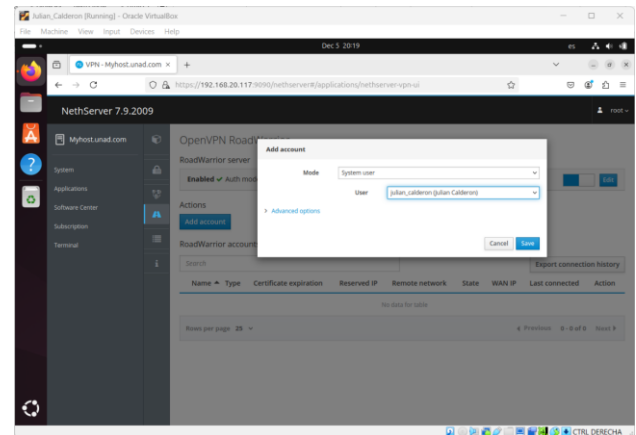 Julian_Calderon [Running] - Oracle VirtualBox
File Machine View Input Devices Help
Dec 5 20:19
es
VPN - Myhost.unad.com × +
https://192.168.20.117:9090/nethserver#/applications/nethserver-vpn-ui
NethServer 7.9.2009
root
Myhost.unad.com
System
Applications
Software Center
Subscription
Terminal
OpenVPN RoadWarrior
RoadWarrior server
Enabled ✔ Auth mod
Edit
Actions
Add account
RoadWarrior account
Search
Export connection history
Add account
Mode System user
User julian_calderon (Julian Calderon)
> Advanced options
Cancel Save
Name Type Certificate expiration Reserved IP Remote network State WAN IP Last connected Action
No data for table
Rows per page 25
Previous 0 - 0 of 0 Next
CTRL DERECHA